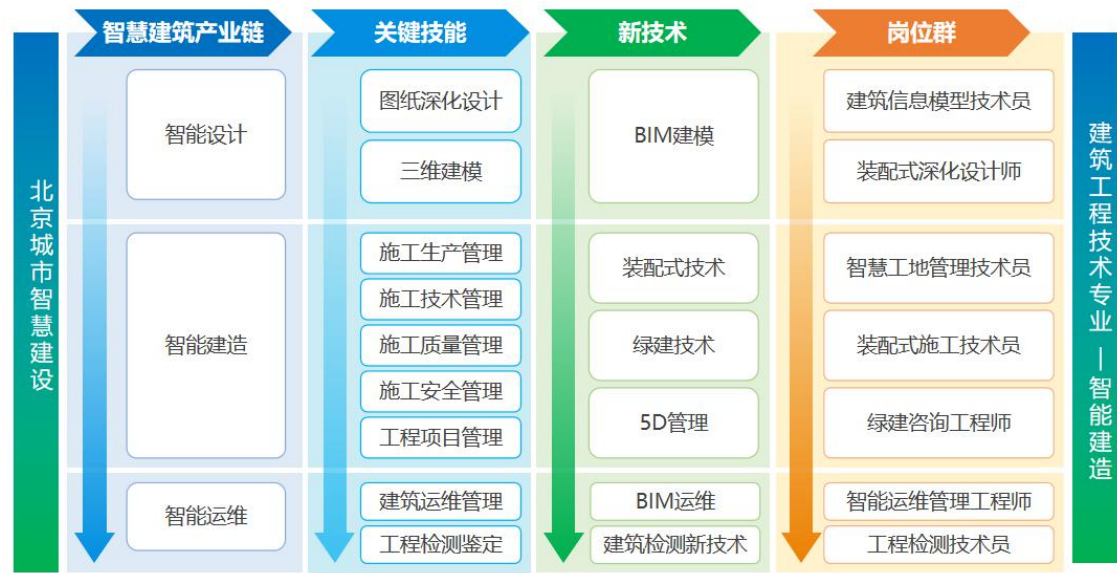 北京城市智慧建设
智慧建筑产业链
关键技能
新技术
岗位群
智能设计
图纸深化设计
三维建模
BIM建模
建筑信息模型技术员
装配式深化设计师
智能建造
施工生产管理
施工技术管理
施工质量管理
施工安全管理
工程项目管理
装配式技术
绿建技术
5D管理
智慧工地管理技术员
装配式施工技术员
绿建咨询工程师
智能运维
建筑运维管理
工程检测鉴定
BIM运维
建筑检测新技术
智能运维管理工程师
工程检测技术员
建筑工程技术专业—智能建造